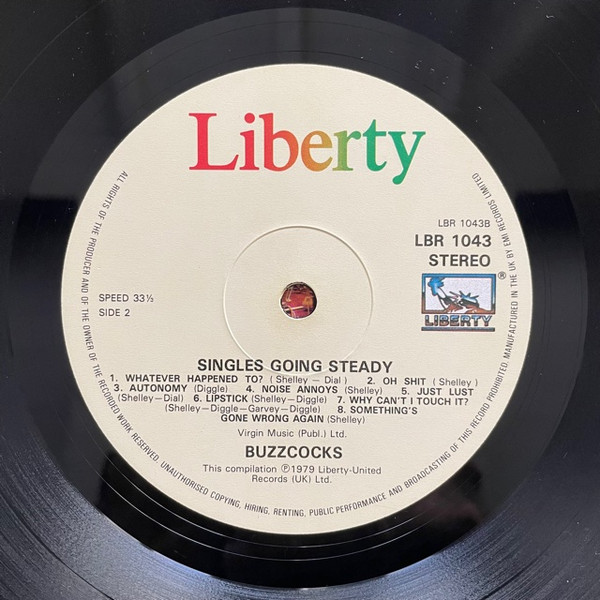 Liberty
LBR 1043B
LBR 1043
STEREO
®
LIBERTY
SPEED 33⅓
SIDE 2
SINGLES GOING STEADY
1. WHATEVER HAPPENED TO? (Shelley – Dial) 2. OH SHIT (Shelley)
3. AUTONOMY (Diggle) 4. NOISE ANNOYS (Shelley) 5. JUST LUST
(Shelley–Dial) 6. LIPSTICK (Shelley–Diggle) 7. WHY CAN'T I TOUCH IT?
(Shelley–Diggle–Garvey–Diggle) 8. SOMETHING'S
GONE WRONG AGAIN (Shelley)
Virgin Music (Publ.) Ltd.
BUZZCOCKS
This compilation ℗1979 Liberty-United
Records (UK) Ltd.
ALL RIGHTS OF THE PRODUCER AND OF THE OWNER OF THE RECORDED WORK RESERVED. UNAUTHORISED COPYING, HIRING, RENTING, PUBLIC PERFORMANCE AND BROADCASTING OF THIS RECORD PROHIBITED. MANUFACTURED IN THE UK BY EMI RECORDS LIMITED